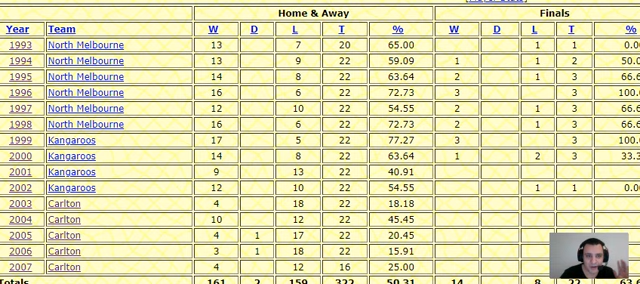 Home & Away Finals
Year Team W D L T % W D L T %
1993 North Melbourne 13 7 20 65.00 1 1 0.0
1994 North Melbourne 13 9 22 59.09 1 1 2 50.0
1995 North Melbourne 14 8 22 63.64 2 1 3 66.6
1996 North Melbourne 16 6 22 72.73 3 3 100.
1997 North Melbourne 12 10 22 54.55 2 1 3 66.6
1998 North Melbourne 16 6 22 72.73 2 1 3 66.6
1999 Kangaroos 17 5 22 77.27 3 3 100.
2000 Kangaroos 14 8 22 63.64 1 2 3 33.3
2001 Kangaroos 9 13 22 40.91
2002 Kangaroos 12 10 22 54.55 1 1 0.0
2003 Carlton 4 18 22 18.18
2004 Carlton 10 12 22 45.45
2005 Carlton 4 1 17 22 20.45
2006 Carlton 3 1 18 22 15.91
2007 Carlton 4 12 16 25.00
Totals 161 2 159 322 50.31 14 8 22 63.6